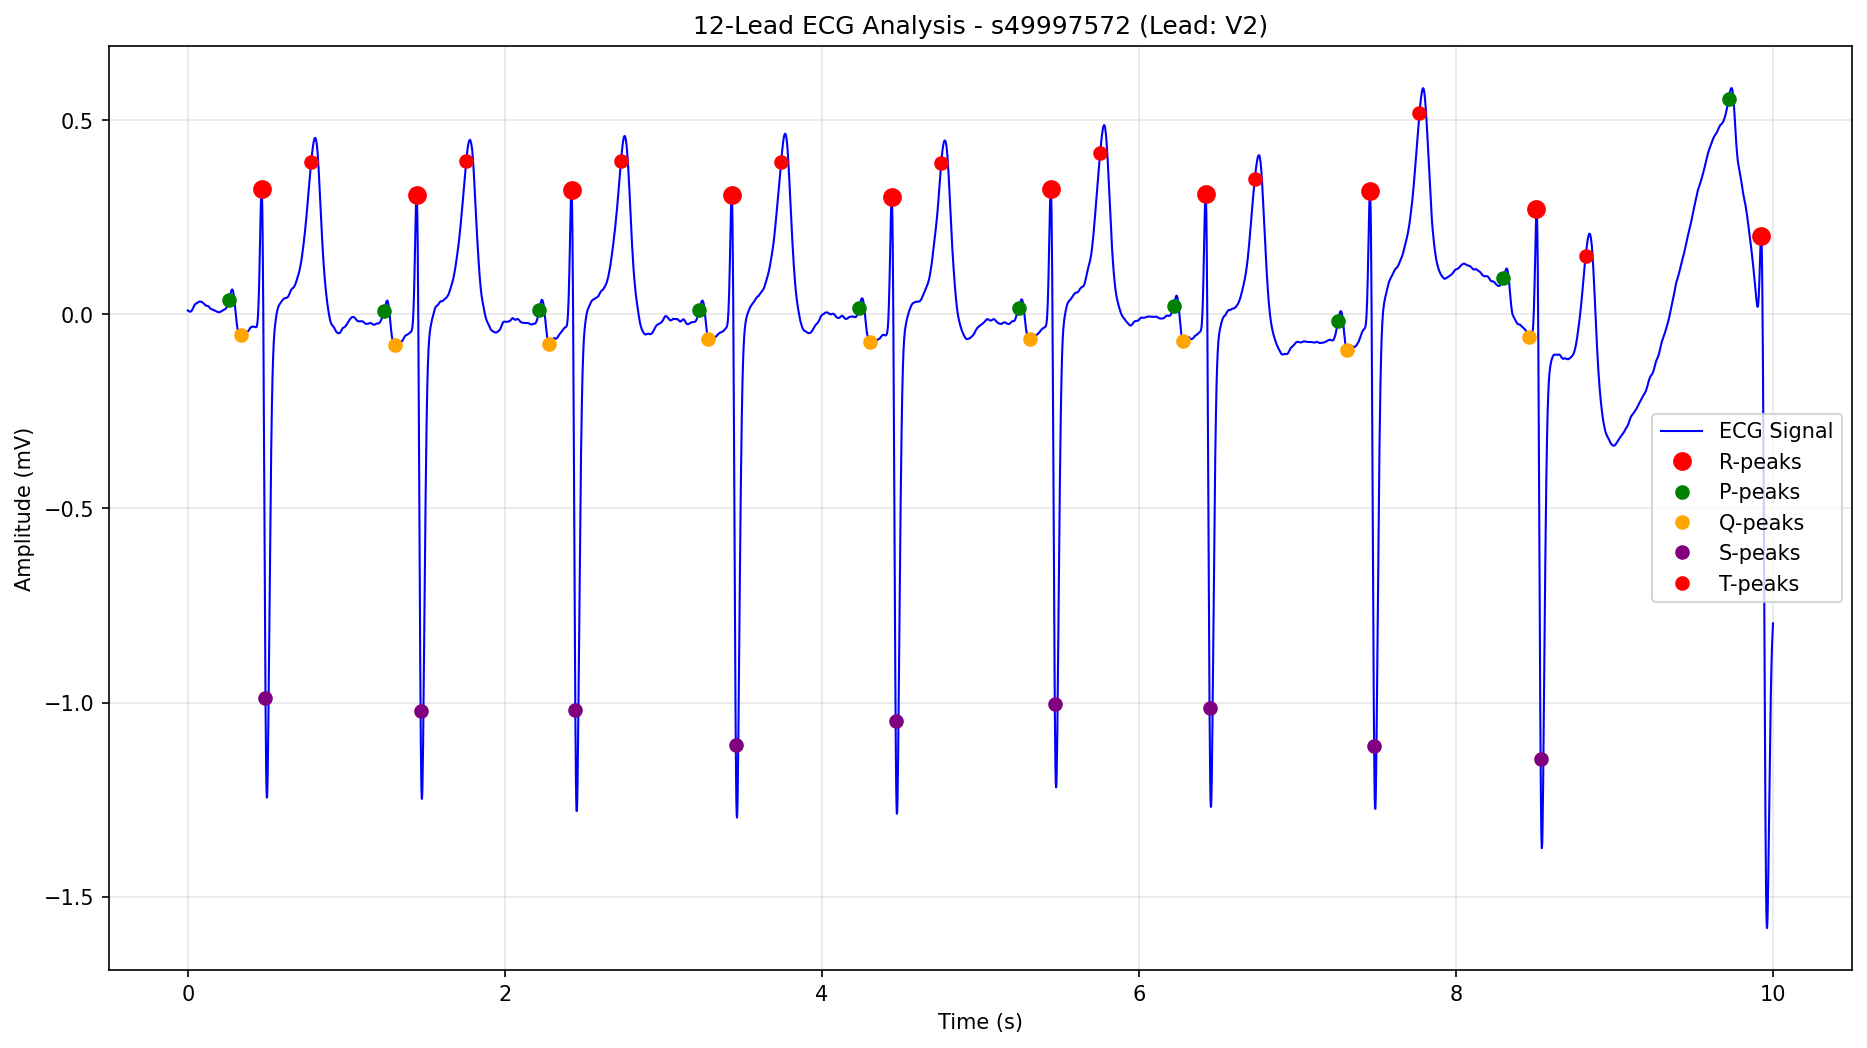 12-Lead ECG Analysis - s49997572 (Lead: V2)
Amplitude (mV)
0.5
0.0
−0.5
−1.0
−1.5
ECG Signal
R-peaks
P-peaks
Q-peaks
S-peaks
T-peaks
0 2 4 6 8 10
Time (s)